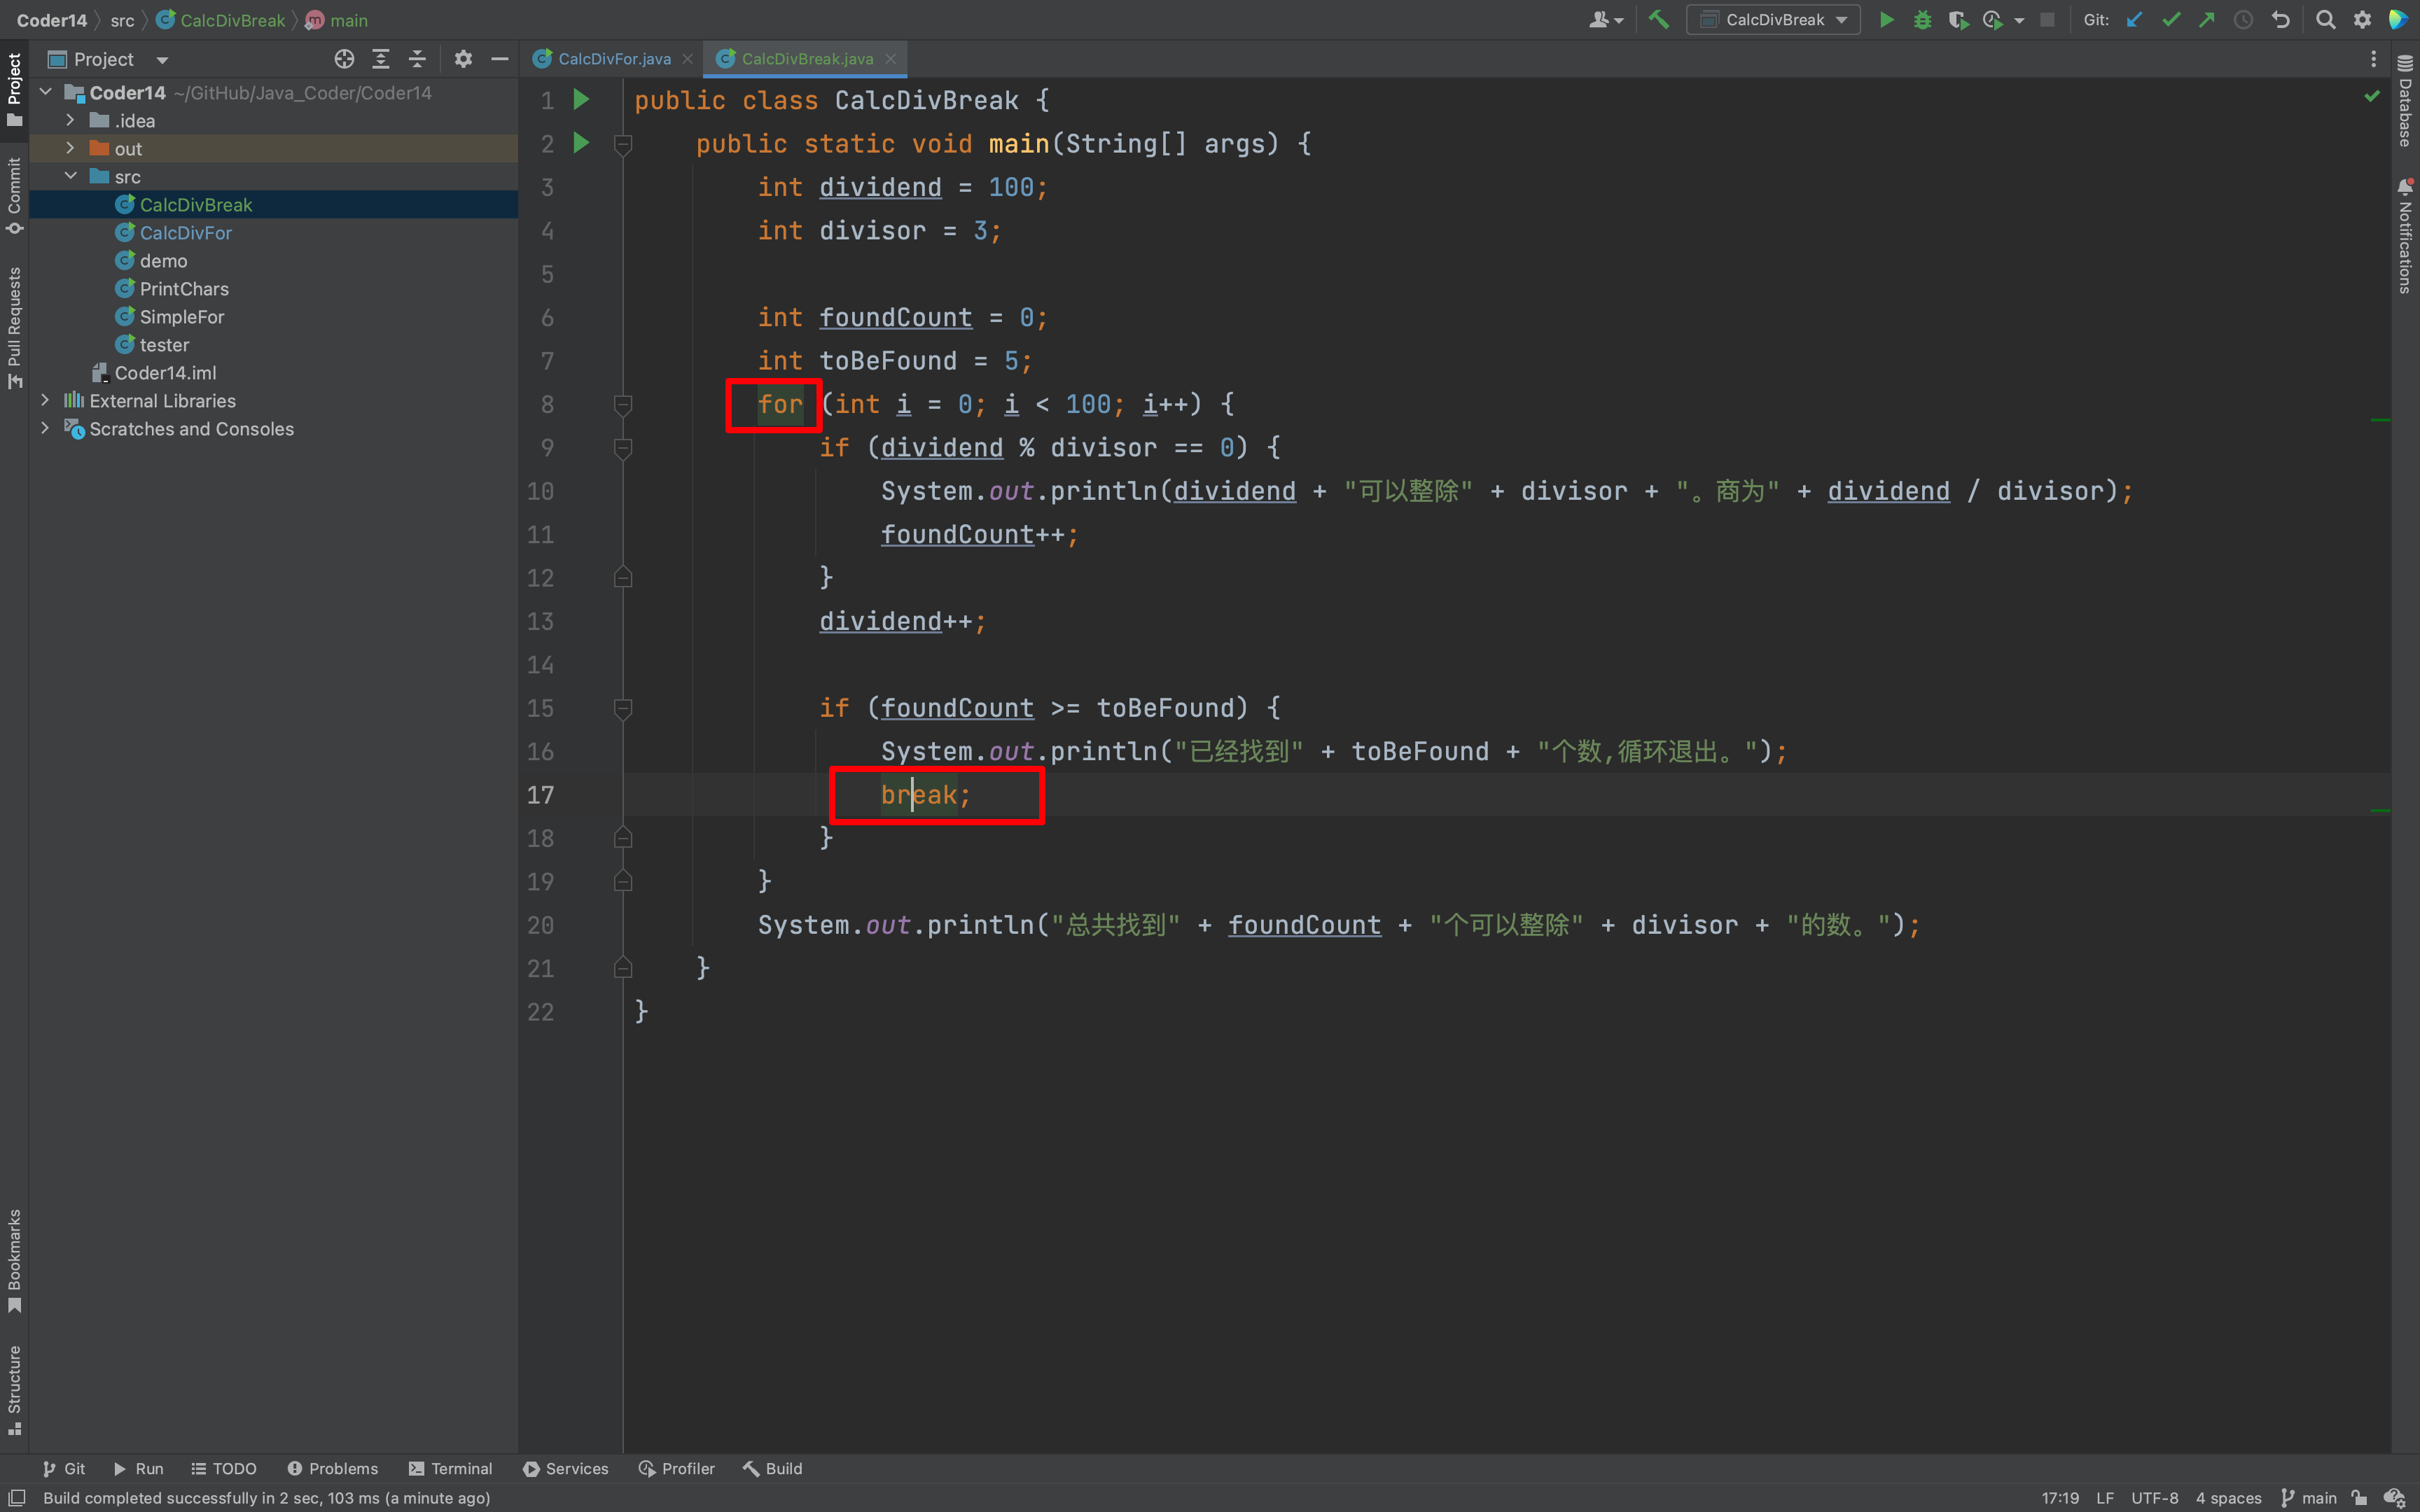 Coder14 src CalcDivBreak main
CalcDivBreak Git:
Project
CalcDivFor.java CalcDivBreak.java
Coder14 ~/GitHub/Java_Coder/Coder14
.idea
out
src
CalcDivBreak
CalcDivFor
demo
PrintChars
SimpleFor
tester
Coder14.iml
External Libraries
Scratches and Consoles
Project
Commit
Pull Requests
Bookmarks
Structure
1 public class CalcDivBreak {
2 public static void main(String[] args) {
3 int dividend = 100;
4 int divisor = 3;
5
6 int foundCount = 0;
7 int toBeFound = 5;
8 for (int i = 0; i < 100; i++) {
9 if (dividend % divisor == 0) {
10 System.out.println(dividend + "可以整除" + divisor + "。商为" + dividend / divisor);
11 foundCount++;
12 }
13 dividend++;
14
15 if (foundCount >= toBeFound) {
16 System.out.println("已经找到" + toBeFound + "个数,循环退出。");
17 break;
18 }
19 }
20 System.out.println("总共找到" + foundCount + "个可以整除" + divisor + "的数。");
21 }
22 }
Database
Notifications
Git Run TODO Problems Terminal Services Profiler Build
Build completed successfully in 2 sec, 103 ms (a minute ago) 17:19 LF UTF-8 4 spaces main